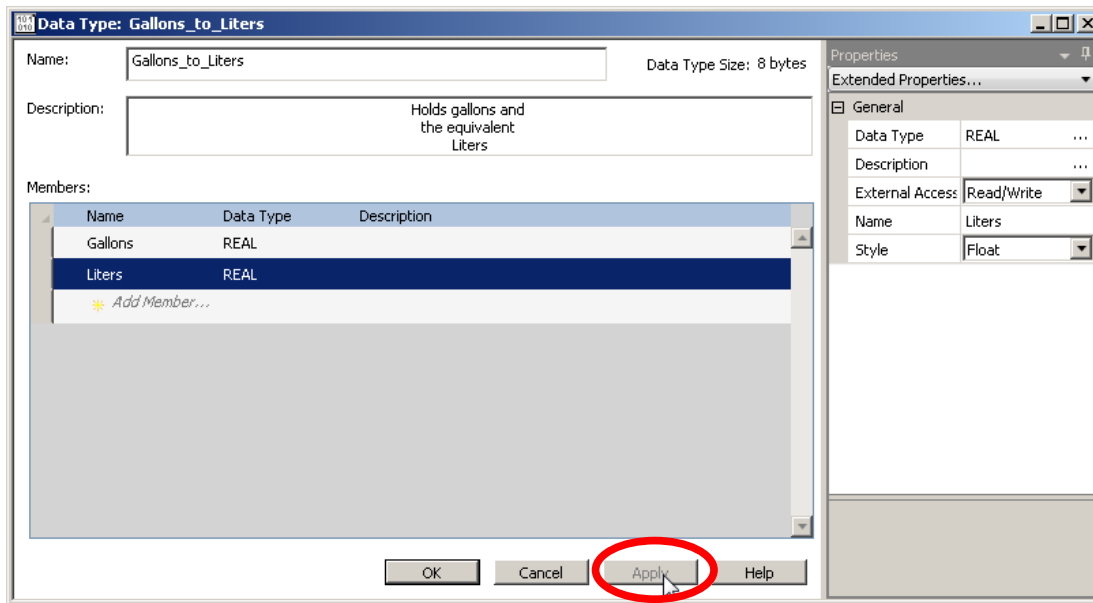 Data Type: Gallons_to_Liters
Name:
Gallons_to_Liters
Data Type Size: 8 bytes
Description:
Holds gallons and
the equivalent
Liters
Members:
Name Data Type Description
Gallons REAL
Liters REAL
Add Member...
OK Cancel Apply Help
Properties
Extended Properties...
General
Data Type REAL ...
Description ...
External Access Read/Write
Name Liters
Style Float